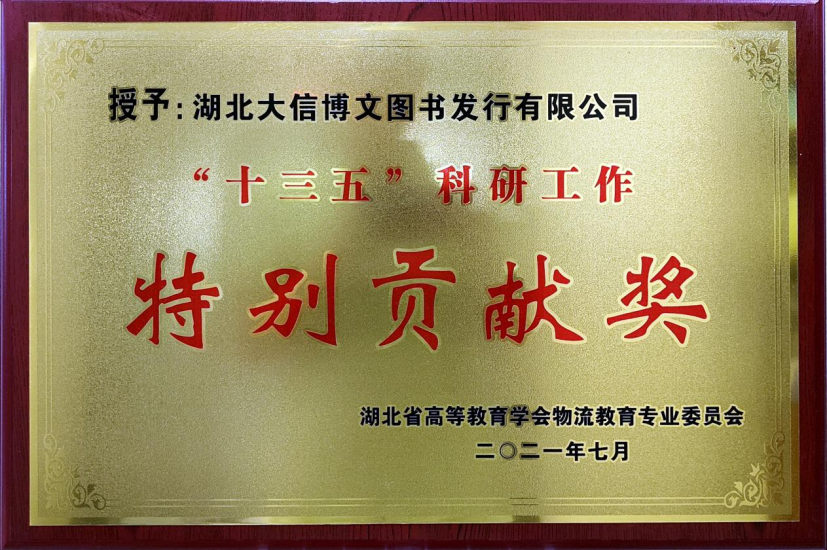 授予：湖北大信博文图书发行有限公司
“十三五”科研工作
特别贡献奖
湖北省高等教育学会物流教育专业委员会
二〇二一年七月